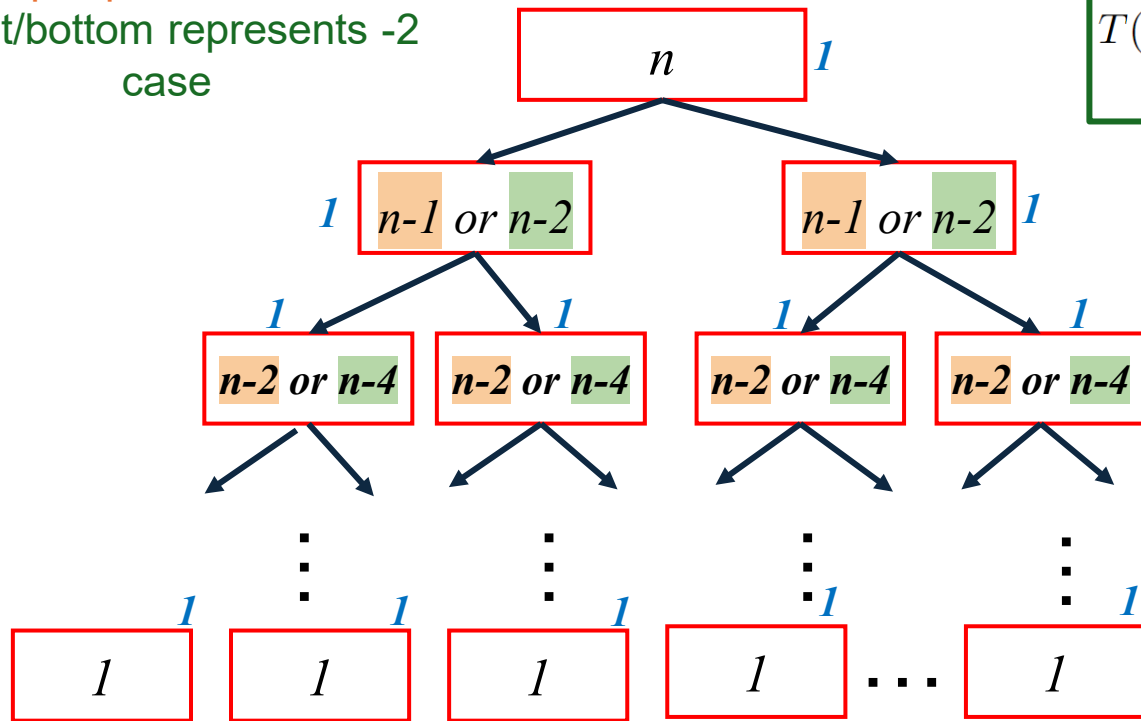 t/bottom represents -2
case
T(
n 1
1 n-1 or n-2 n-1 or n-2 1
1 1 1 1
n-2 or n-4 n-2 or n-4 n-2 or n-4 n-2 or n-4
1 1 1 1 1
1 1 1 1 ... 1